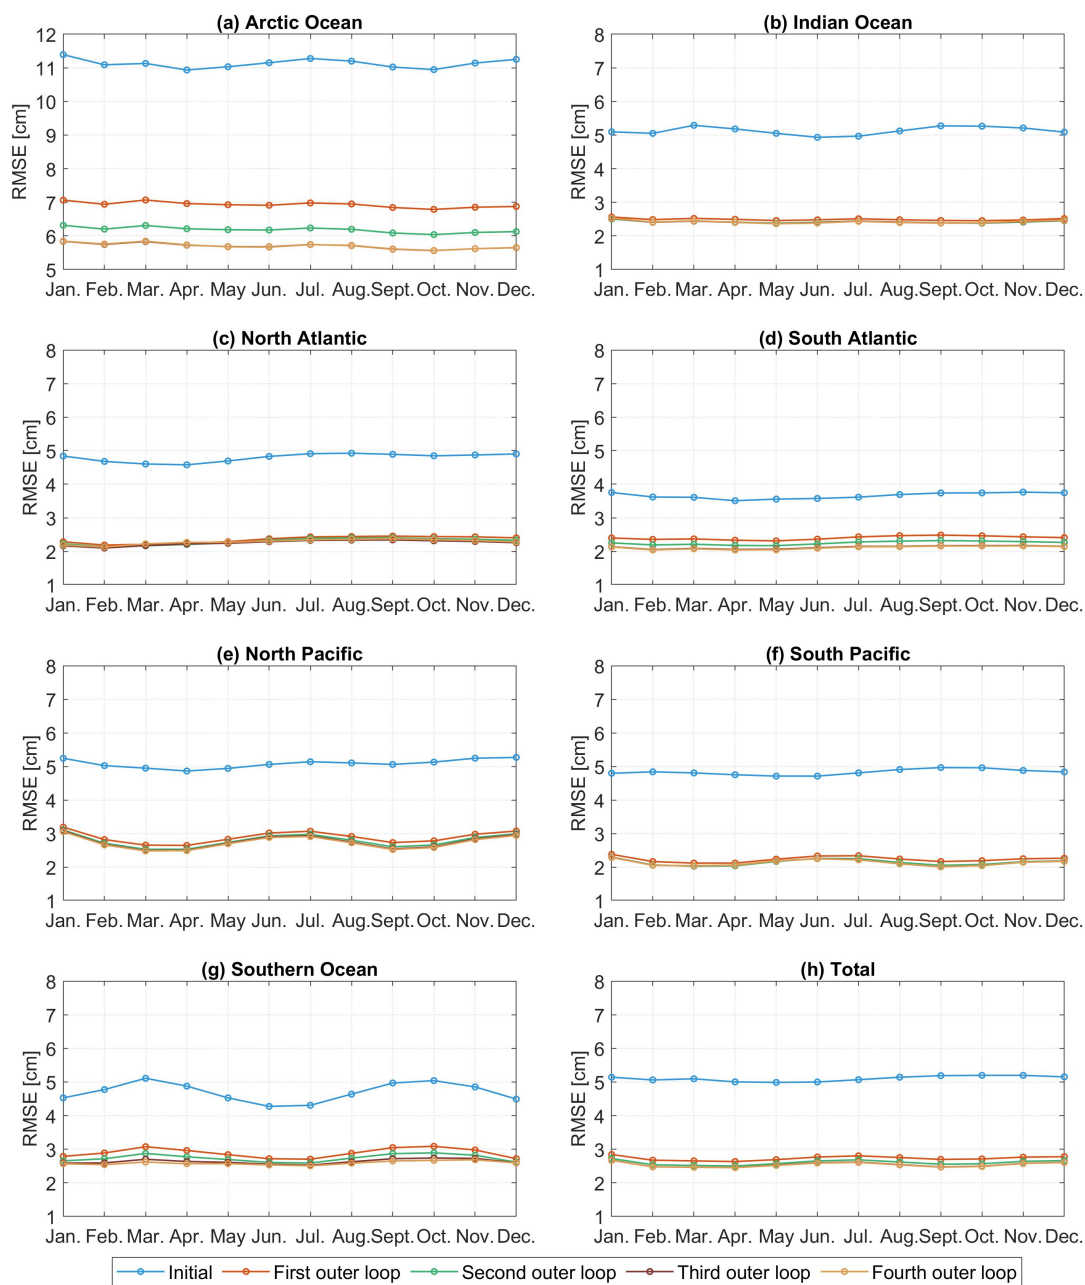 (a) Arctic Ocean
12
11
10
9
8
7
6
5
RMSE [cm]
Jan. Feb. Mar. Apr. May Jun. Jul. Aug. Sept. Oct. Nov. Dec.
(b) Indian Ocean
8
7
6
5
4
3
2
1
RMSE [cm]
Jan. Feb. Mar. Apr. May Jun. Jul. Aug. Sept. Oct. Nov. Dec.
(c) North Atlantic
8
7
6
5
4
3
2
1
RMSE [cm]
Jan. Feb. Mar. Apr. May Jun. Jul. Aug. Sept. Oct. Nov. Dec.
(d) South Atlantic
8
7
6
5
4
3
2
1
RMSE [cm]
Jan. Feb. Mar. Apr. May Jun. Jul. Aug. Sept. Oct. Nov. Dec.
(e) North Pacific
8
7
6
5
4
3
2
1
RMSE [cm]
Jan. Feb. Mar. Apr. May Jun. Jul. Aug. Sept. Oct. Nov. Dec.
(f) South Pacific
8
7
6
5
4
3
2
1
RMSE [cm]
Jan. Feb. Mar. Apr. May Jun. Jul. Aug. Sept. Oct. Nov. Dec.
(g) Southern Ocean
8
7
6
5
4
3
2
1
RMSE [cm]
Jan. Feb. Mar. Apr. May Jun. Jul. Aug. Sept. Oct. Nov. Dec.
(h) Total
8
7
6
5
4
3
2
1
RMSE [cm]
Jan. Feb. Mar. Apr. May Jun. Jul. Aug. Sept. Oct. Nov. Dec.
Initial First outer loop Second outer loop Third outer loop Fourth outer loop